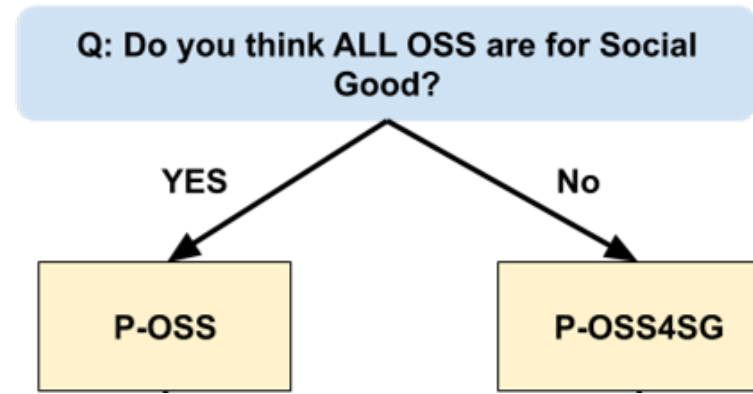 Q: Do you think ALL OSS are for Social
Good?
YES
No
P-OSS
P-OSS4SG